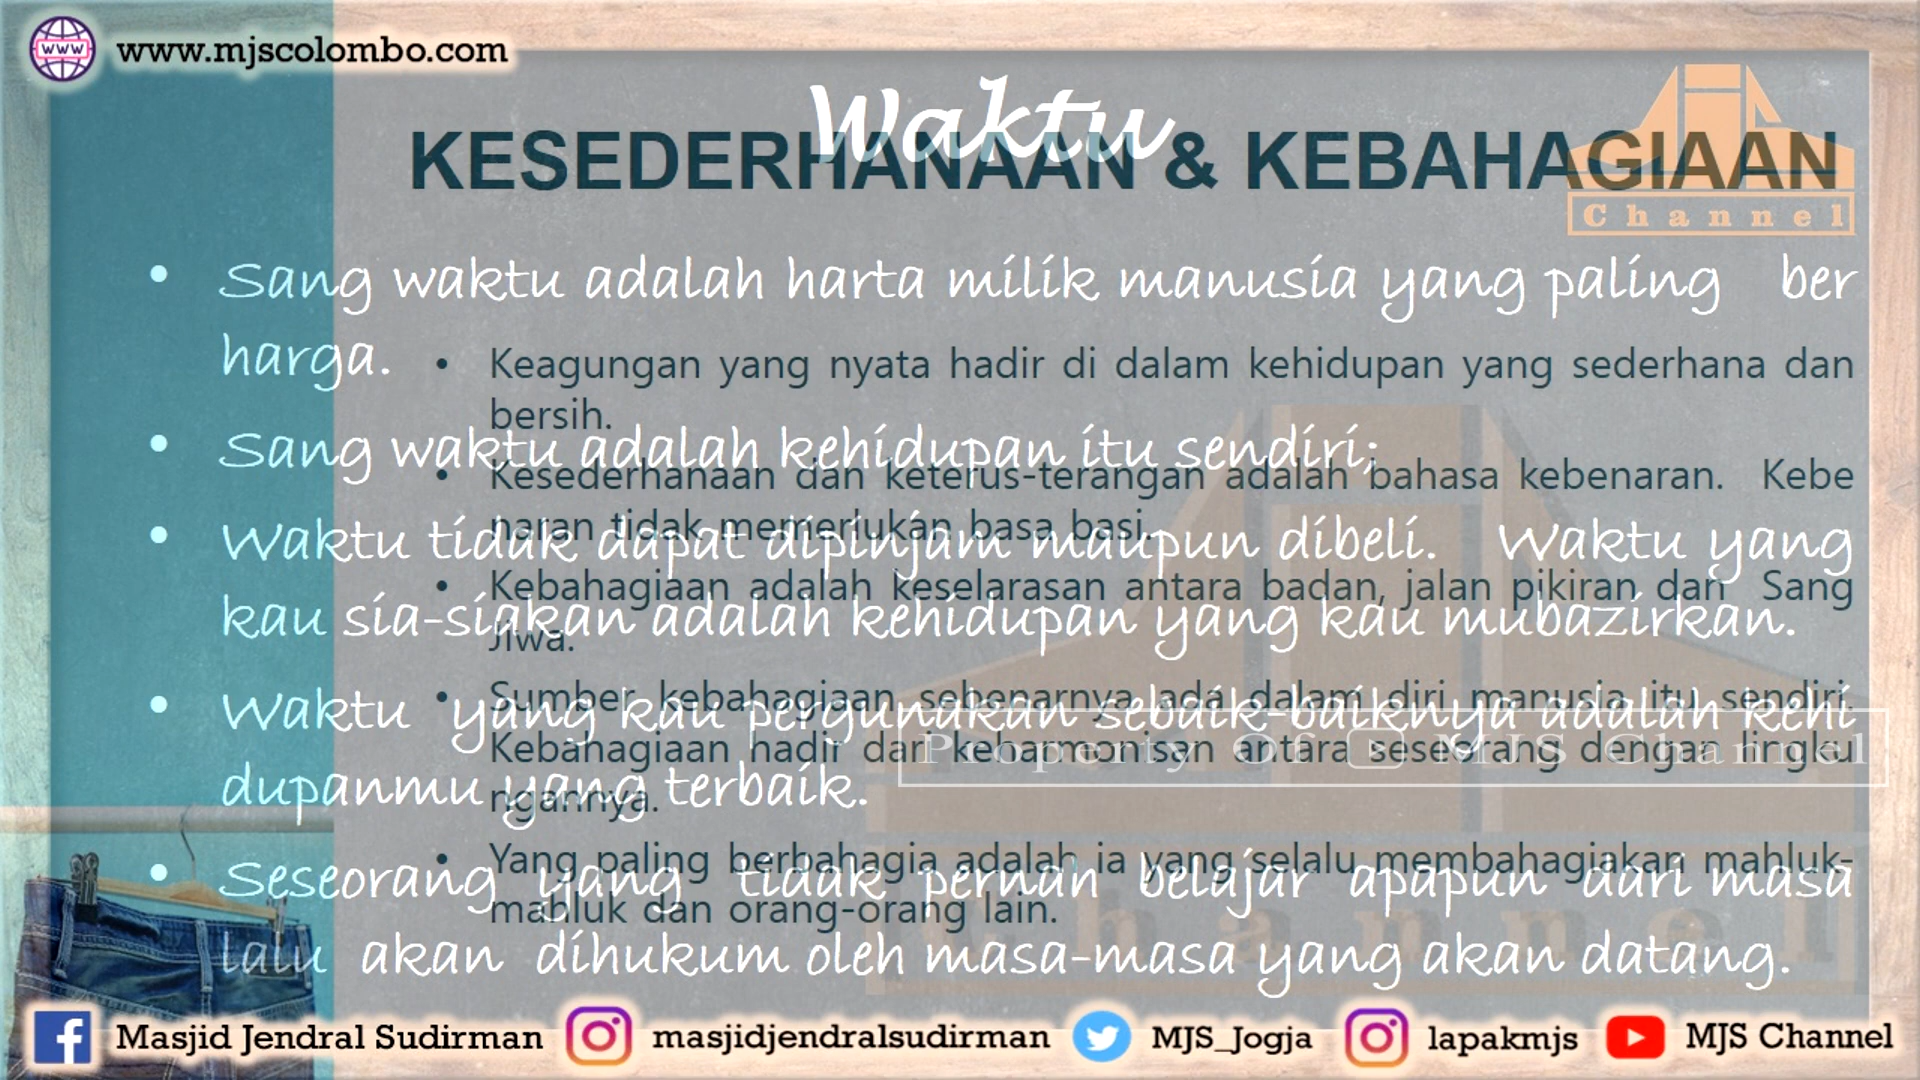 www.mjscolombo.com
Waktu
• Sang waktu adalah harta milik manusia yang paling ber
harga.
• Sang waktu adalah kehidupan itu sendiri;
• Waktu tidak dapat dipinjam maupun dibeli. Waktu yang
kau sia-siakan adalah kehidupan yang kau mubazirkan.
• Waktu yang kau pergunakan sebaik-baiknya adalah kehi
dupanmu yang terbaik.
• Seseorang yang tidak pernah belajar apapun dari masa
lalu akan dihukum oleh masa-masa yang akan datang.
KESEDERHANAAN & KEBAHAGIAAN
• Keagungan yang nyata hadir di dalam kehidupan yang sederhana dan
bersih.
• Kesederhanaan dan keterus-terangan adalah bahasa kebenaran. Kebe
naran tidak memerlukan basa basi.
• Kebahagiaan adalah keselarasan antara badan, jalan pikiran dan Sang
Jiwa.
• Sumber kebahagiaan sebenarnya ada dalam diri manusia itu sendiri.
Kebahagiaan hadir dari keharmonisan antara seseorang dengan lingku
ngannya.
• Yang paling berbahagia adalah ia yang selalu membahagiakan mahluk-
mahluk dan orang-orang lain.
Channel
Property Of MJS Channel
Channel
Masjid Jendral Sudirman
masjidjendralsudirman
MJS_Jogja
lapakmjs
MJS Channel